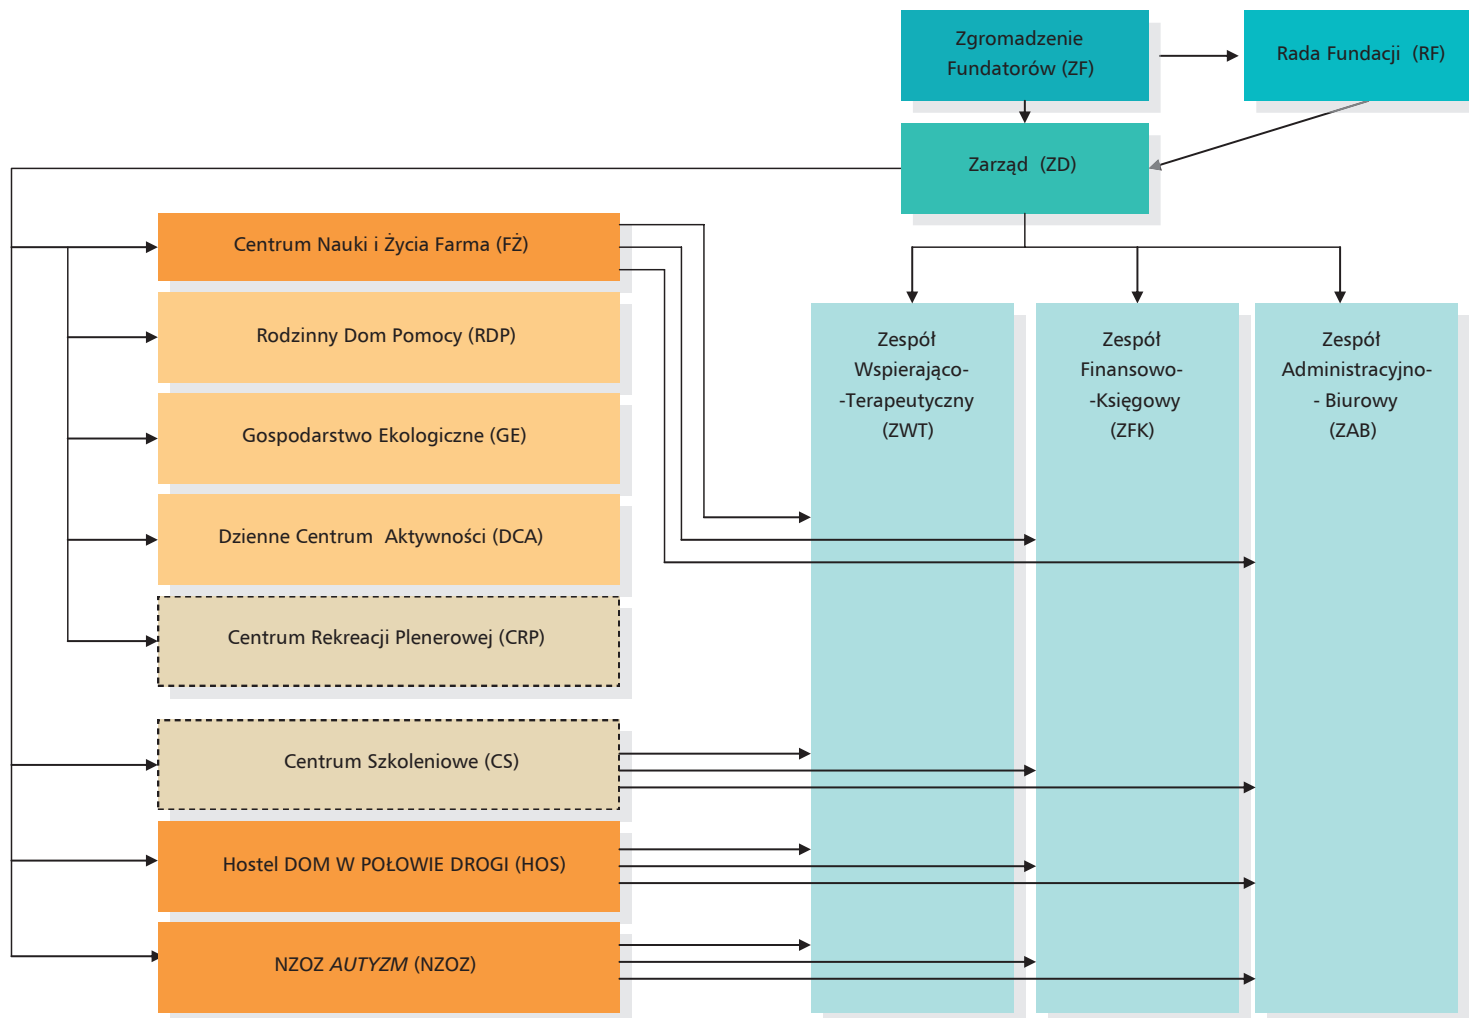 Zgromadzenie
Fundatorów (ZF)
Rada Fundacji (RF)
Zarząd (ZD)
Centrum Nauki i Życia Farma (FŻ)
Rodzinny Dom Pomocy (RDP)
Gospodarstwo Ekologiczne (GE)
Dzienne Centrum Aktywności (DCA)
Centrum Rekreacji Plenerowej (CRP)
Centrum Szkoleniowe (CS)
Hostel DOM W POŁOWIE DROGI (HOS)
NZOZ AUTYZM (NZOZ)
Zespół
Wspierająco-
-Terapeutyczny
(ZWT)
Zespół
Finansowo-
-Księgowy
(ZFK)
Zespół
Administracyjno-
- Biurowy
(ZAB)